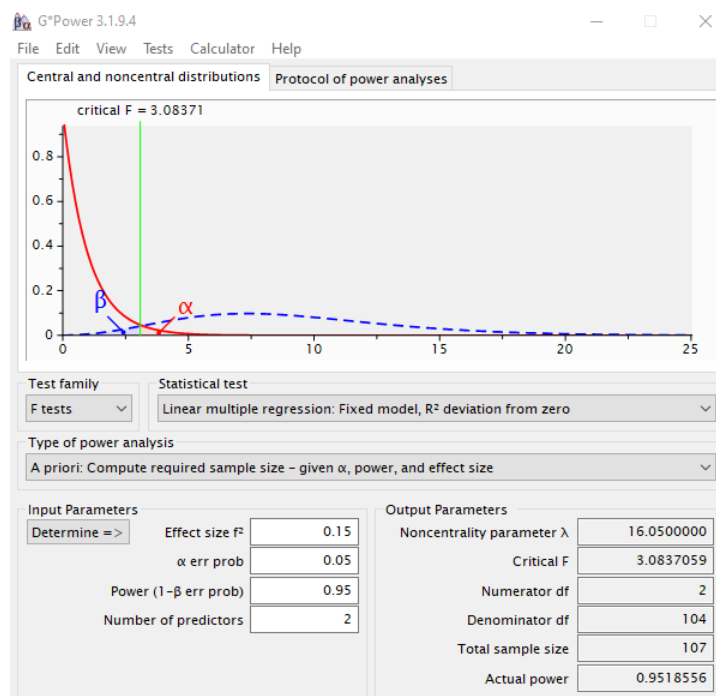 G*Power 3.1.9.4
File Edit View Tests Calculator Help
Central and noncentral distributions Protocol of power analyses
critical F = 3.08371
0.8
0.6
0.4
0.2
0
β α
0 5 10 15 20 25
Test family Statistical test
F tests Linear multiple regression: Fixed model, R² deviation from zero
Type of power analysis
A priori: Compute required sample size – given α, power, and effect size
Input Parameters Output Parameters
Determine => Effect size f² 0.15 Noncentrality parameter λ 16.0500000
α err prob 0.05 Critical F 3.0837059
Power (1-β err prob) 0.95 Numerator df 2
Number of predictors 2 Denominator df 104
Total sample size 107
Actual power 0.9518556